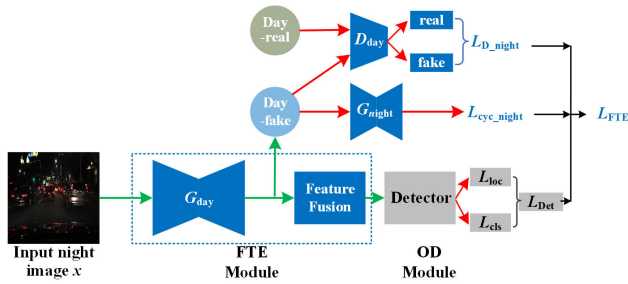 Day
-real
D_day
real
fake
L_D_night
Day
-fake
G_night
L_cyc_night
L_FTE
G_day
Feature
Fusion
Detector
L_loc
L_cls
L_Det
Input night
image x
FTE
Module
OD
Module